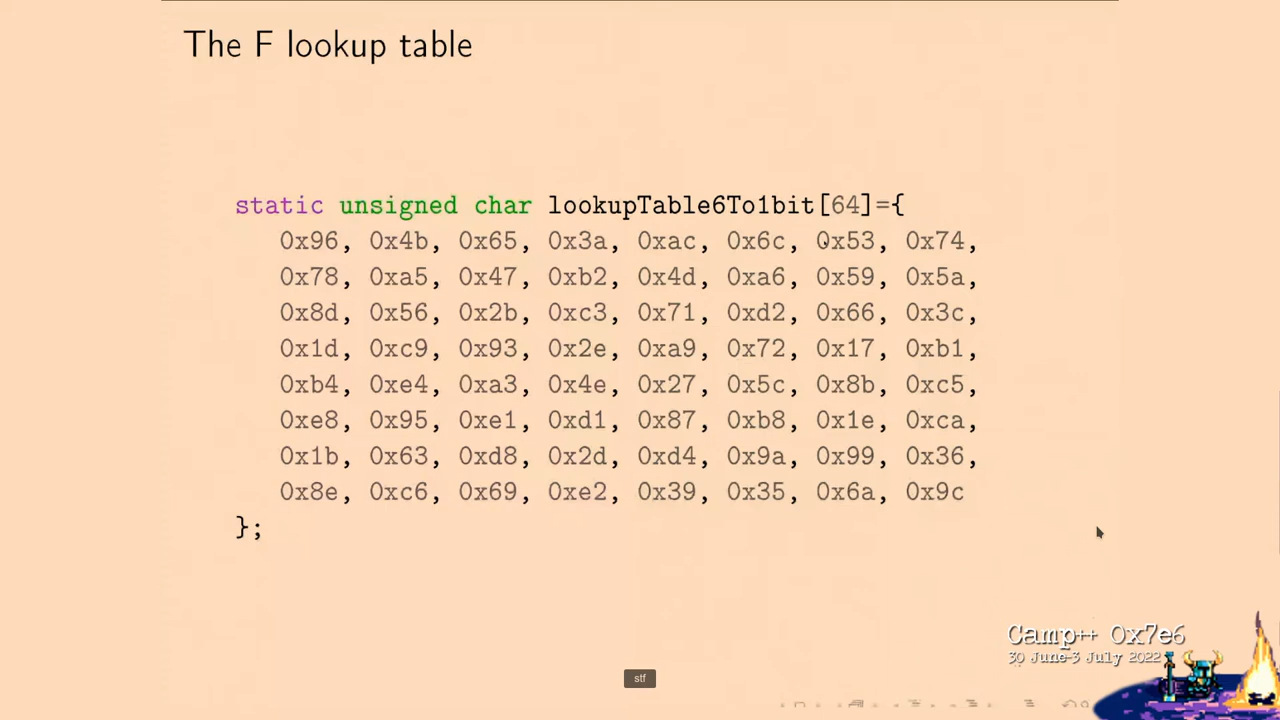 The F lookup table
static unsigned char lookupTable6To1bit[64]={
0x96, 0x4b, 0x65, 0x3a, 0xac, 0x6c, 0x53, 0x74,
0x78, 0xa5, 0x47, 0xb2, 0x4d, 0xa6, 0x59, 0x5a,
0x8d, 0x56, 0x2b, 0xc3, 0x71, 0xd2, 0x66, 0x3c,
0x1d, 0xc9, 0x93, 0x2e, 0xa9, 0x72, 0x17, 0xb1,
0xb4, 0xe4, 0xa3, 0x4e, 0x27, 0x5c, 0x8b, 0xc5,
0xe8, 0x95, 0xe1, 0xd1, 0x87, 0xb8, 0x1e, 0xca,
0x1b, 0x63, 0xd8, 0x2d, 0xd4, 0x9a, 0x99, 0x36,
0x8e, 0xc6, 0x69, 0xe2, 0x39, 0x35, 0x6a, 0x9c
};
Camp++ 0x7e6
30 June-3 July 2022
stf